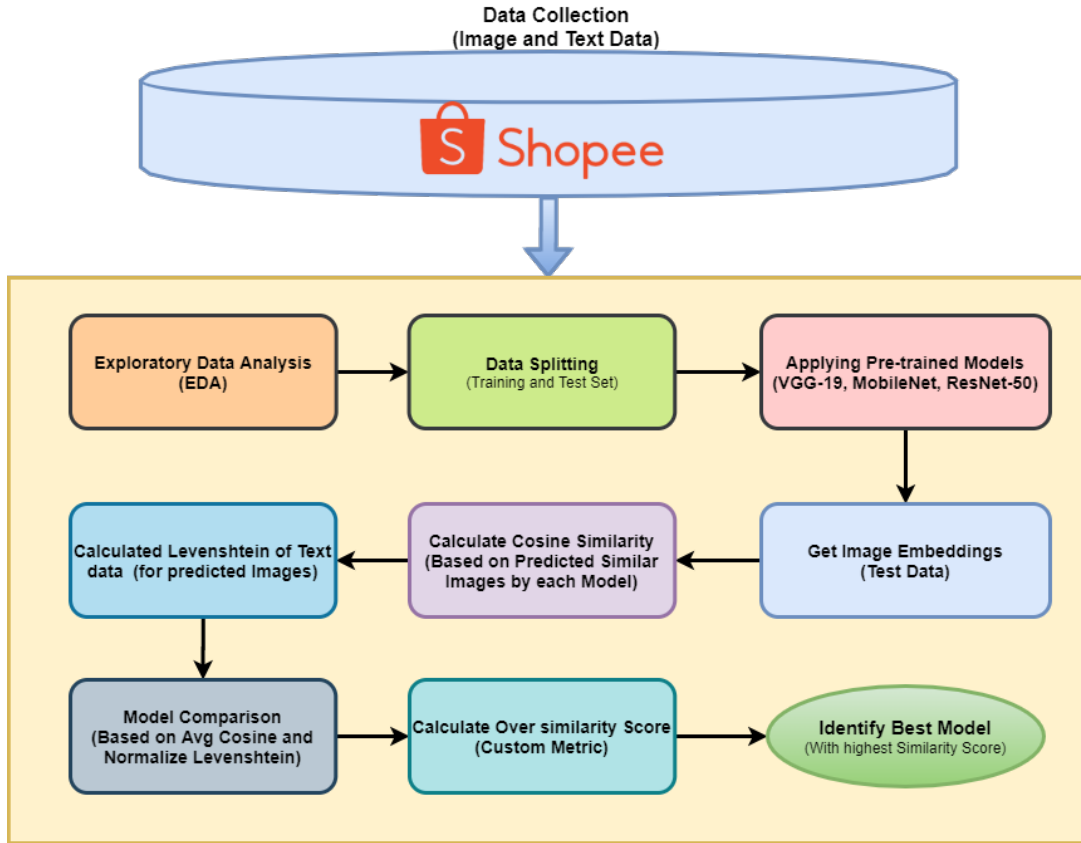 Data Collection
(Image and Text Data)
S Shopee
Exploratory Data Analysis
(EDA)
Data Splitting
(Training and Test Set)
Applying Pre-trained Models
(VGG-19, MobileNet, ResNet-50)
Get Image Embeddings
(Test Data)
Calculate Cosine Similarity
(Based on Predicted Similar
Images by each Model)
Calculated Levenshtein of Text
data (for predicted Images)
Model Comparison
(Based on Avg Cosine and
Normalize Levenshtein)
Calculate Over similarity Score
(Custom Metric)
Identify Best Model
(With highest Similarity Score)